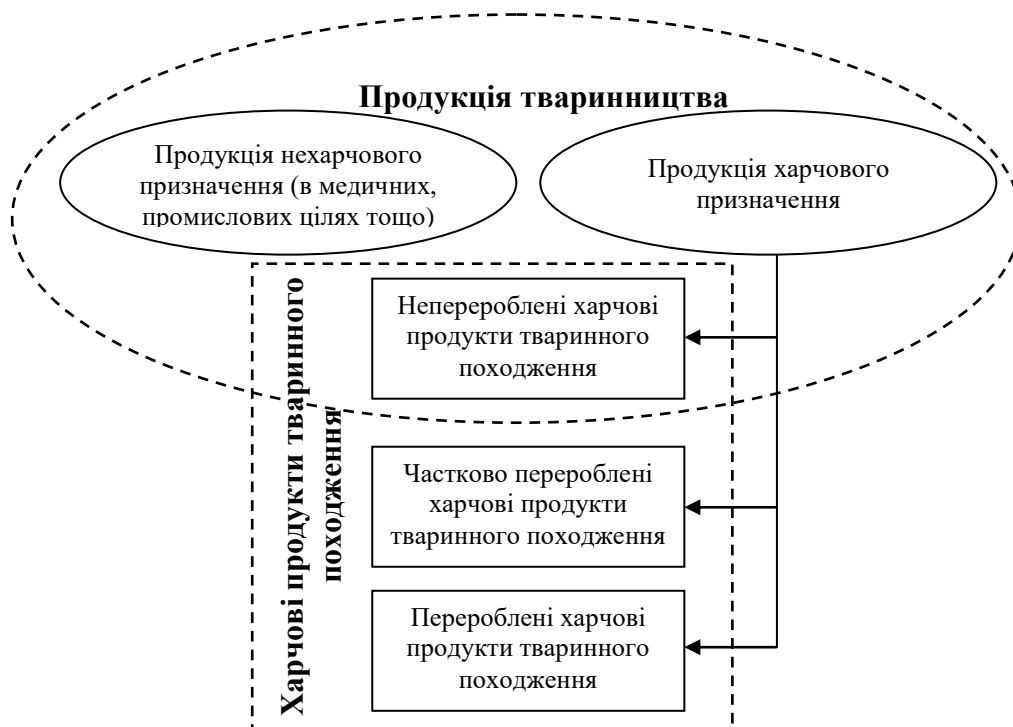 Продукція тваринництва
Продукція нехарчового
призначення (в медичних,
промислових цілях тощо)
Продукція харчового
призначення
Харчові продукти тваринного
походження
Непереробленi харчові
продукти тваринного
походження
Частково перероблені
харчові продукти
тваринного походження
Перероблені харчові
продукти тваринного
походження